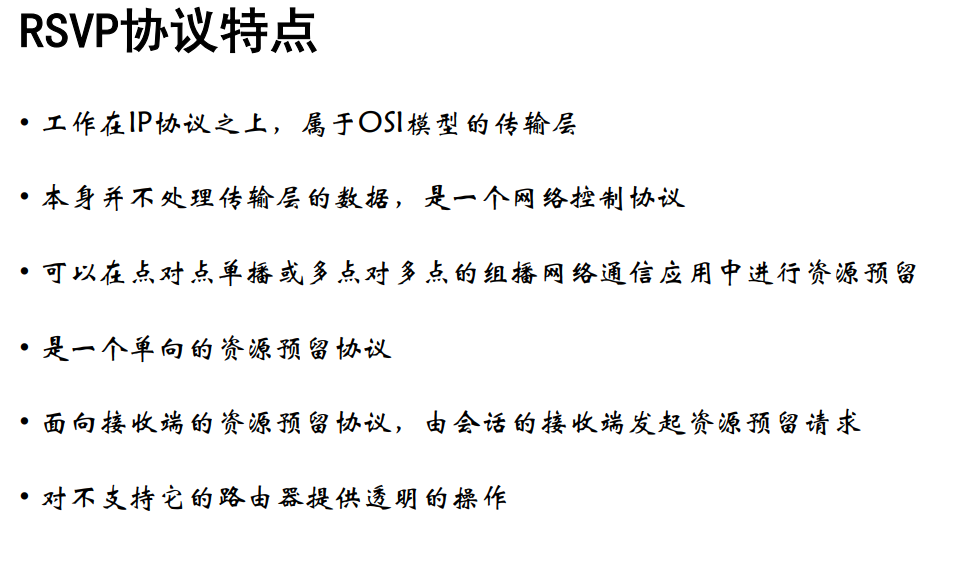 RSVP协议特点
• 工作在IP协议之上，属于OSI模型的传输层
• 本身并不处理传输层的数据，是一个网络控制协议
• 可以在点对点单播或多点对多点的组播网络通信应用中进行资源预留
• 是一个单向的资源预留协议
• 面向接收端的资源预留协议，由会话的接收端发起资源预留请求
• 对不支持它的路由器提供透明的操作